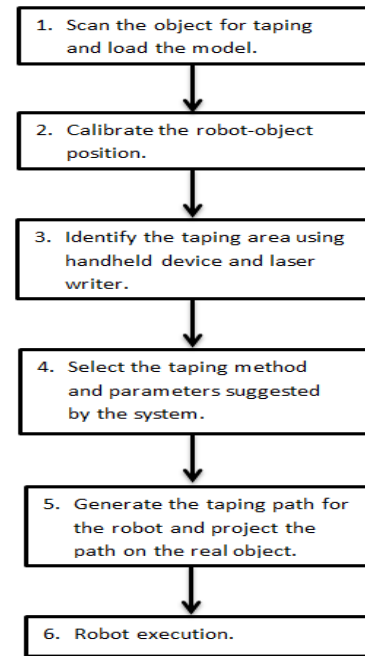 1. Scan the object for taping
and load the model.
2. Calibrate the robot-object
position.
3. Identify the taping area using
handheld device and laser
writer.
4. Select the taping method
and parameters suggested
by the system.
5. Generate the taping path for
the robot and project the
path on the real object.
6. Robot execution.